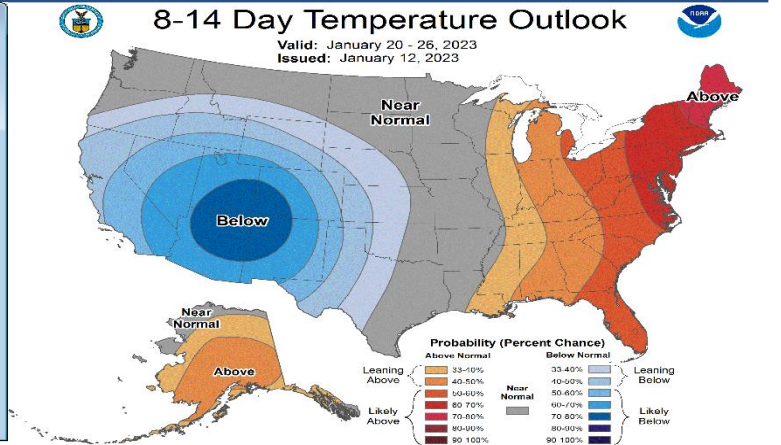 8-14 Day Temperature Outlook
Valid: January 20 - 26, 2023
Issued: January 12, 2023
NOAA
Near
Normal
Above
Below
Near
Normal
Above
Probability (Percent Chance)
Above Normal
Below Normal
Leaning
Above
33-40%
40-50%
50-60%
60-70%
70-80%
80-90%
90-100%
Likely
Above
Near
Normal
33-40%
40-50%
50-60%
60-70%
70-80%
80-90%
90-100%
Leaning
Below
Likely
Below